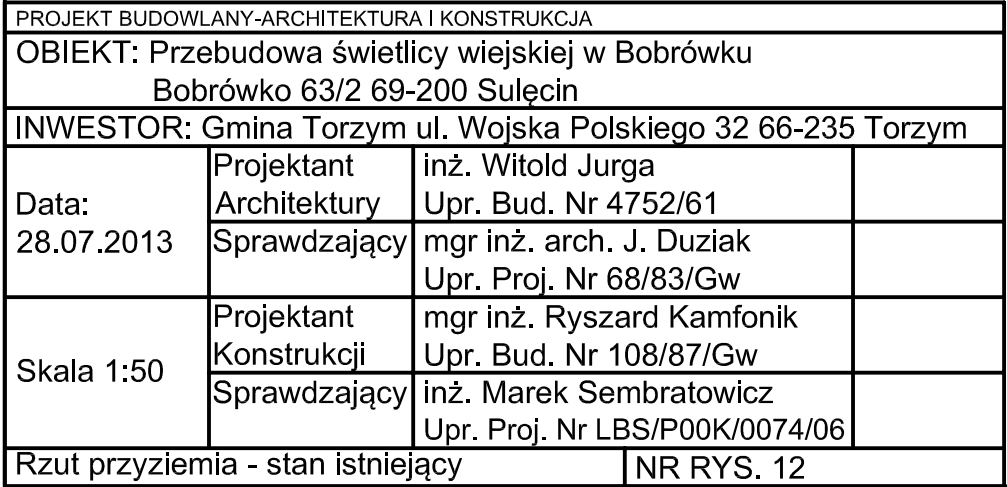 PROJEKT BUDOWLANY-ARCHITEKTURA I KONSTRUKCJA
OBIEKT: Przebudowa świetlicy wiejskiej w Bobrówku
Bobrówko 63/2 69-200 Sulęcin
INWESTOR: Gmina Torzym ul. Wojska Polskiego 32 66-235 Torzym
Data:
28.07.2013
Projektant
Architektury
inż. Witold Jurga
Upr. Bud. Nr 4752/61
Sprawdzający
mgr inż. arch. J. Duziak
Upr. Proj. Nr 68/83/Gw
Skala 1:50
Projektant
Konstrukcji
mgr inż. Ryszard Kamfonik
Upr. Bud. Nr 108/87/Gw
Sprawdzający
inż. Marek Sembratowicz
Upr. Proj. Nr LBS/P00K/0074/06
Rzut przyziemia - stan istniejący
NR RYS. 12